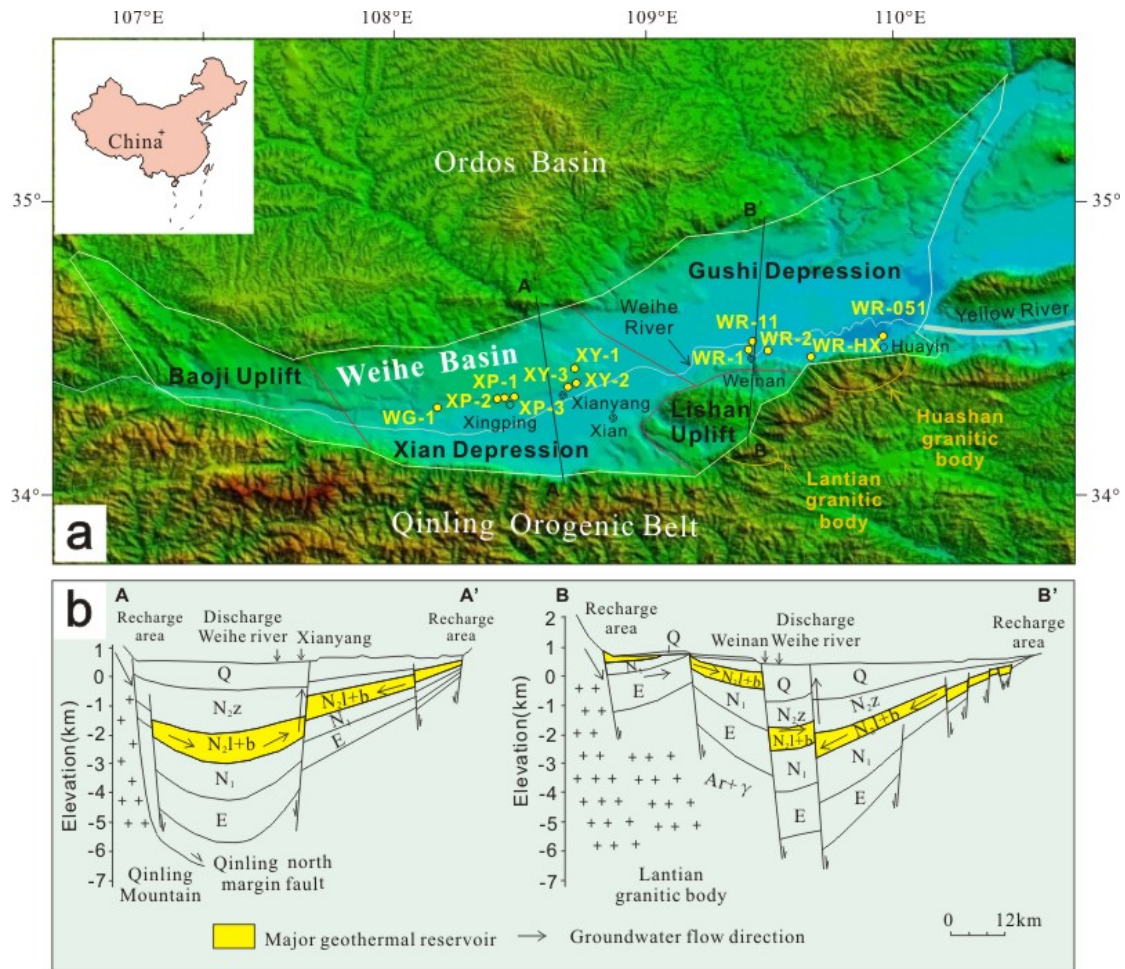 107°E
108°E
109°E
110°E
China
Ordos Basin
35°
35°
B
Gushi Depression
A
Weihe
River
WR-051
Yellow River
WR-11
WR-2
WR-HX
Huayin
WR-1
Weinan
Weihe Basin
XY-1
XY-3
XY-2
Baoji Uplift
XP-1
XP-2
XP-3
WG-1
Xianyang
Xingping
Xian
Lishan
Uplift
Xian Depression
Huashan
granitic
body
B
Lantian
granitic
body
A
34°
34°
Qinling Orogenic Belt
a
b
A
A'
Recharge
area
Discharge
Weihe river
Xianyang
Recharge
area
Elevation(km)
1
0
-1
-2
-3
-4
-5
-6
-7
Q
N₂z
N₂l+b
N₂l+b
N₁
N₁
E
E
Qinling
Mountain
Qinling north
margin fault
B
B'
Recharge
area
Q
Weinan
Discharge
Weihe river
Recharge
area
Elevation(km)
2
1
0
-1
-2
-3
-4
-5
-6
-7
N₁
E
N₂l+b
N₁
E
Q
N₂z
N₂l+b
N₁
E
Q
N₂z
N₂l+b
N₁
E
Ar+γ
Lantian
granitic body
Major geothermal reservoir
Groundwater flow direction
0
12km